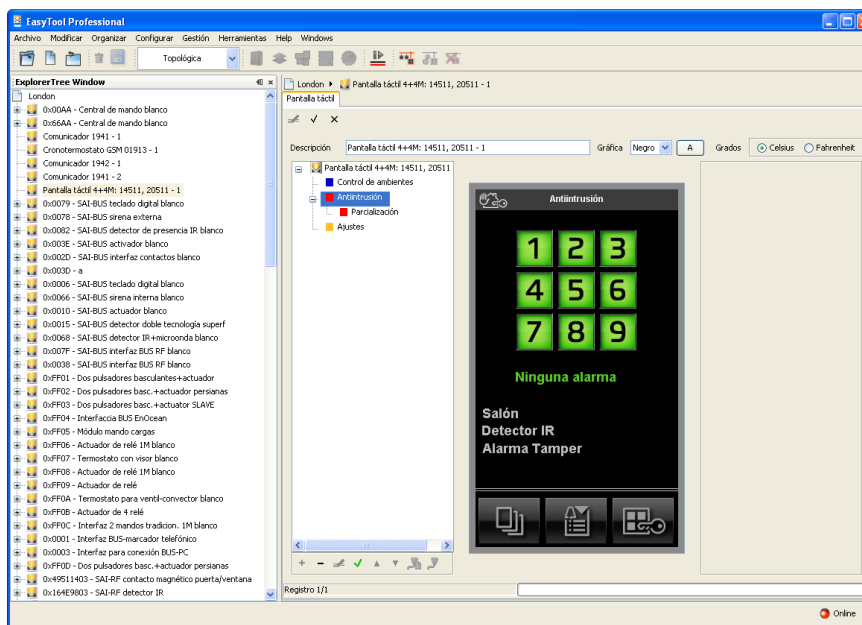 EasyTool Professional
Archivo Modificar Organizar Configurar Gestión Herramientas Help Windows
Topológica
ExplorerTree Window
London
0x00AA - Central de mando blanco
0x66AA - Central de mando blanco
Comunicador 1941 - 1
Cronotermostato GSM 01913 - 1
Comunicador 1942 - 1
Comunicador 1941 - 2
Pantalla táctil 4+4M: 14511, 20511 - 1
0x0079 - SAI-BUS teclado digital blanco
0x0078 - SAI-BUS sirena externa
0x0082 - SAI-BUS detector de presencia IR blanco
0x003E - SAI-BUS activador blanco
0x002D - SAI-BUS interfaz contactos blanco
0x003D - a
0x0006 - SAI-BUS teclado digital blanco
0x0066 - SAI-BUS sirena interna blanco
0x0010 - SAI-BUS actuador blanco
0x0015 - SAI-BUS detector doble tecnología superf
0x0068 - SAI-BUS detector IR+microonda blanco
0x007F - SAI-BUS interfaz BUS RF blanco
0x0038 - SAI-BUS interfaz BUS RF blanco
0xFF01 - Dos pulsadores basculantes+actuador
0xFF02 - Dos pulsadores basc.+actuador persianas
0xFF03 - Dos pulsadores basc.+actuator SLAVE
0xFF04 - Interfaccia BUS EnOcean
0xFF05 - Módulo mando cargas
0xFF06 - Actuador de relé 1M blanco
0xFF07 - Termostato con visor blanco
0xFF08 - Actuador de relé 1M blanco
0xFF09 - Actuador de relé
0xFF0A - Termostato para ventil-convector blanco
0xFF0B - Actuador de 4 relé
0xFF0C - Interfaz 2 mandos tradicion. 1M blanco
0x0001 - Interfaz BUS-marcador telefónico
0x0003 - Interfaz para conexión BUS-PC
0xFF0D - Dos pulsadores basc.+actuador persianas
0x49511403 - SAI-RF contacto magnético puerta/ventana
0x164E9803 - SAI-RF detector IR
London Pantalla táctil 4+4M: 14511, 20511 - 1
Pantalla táctil
Descripción Pantalla táctil 4+4M: 14511, 20511 - 1 Gráfica Negro A Grados Celsius Fahrenheit
Pantalla táctil 4+4M: 14511, 20511
Control de ambientes
Antiintrusión
Parcialización
Ajustes
Antiintrusión
1 2 3
4 5 6
7 8 9
Ninguna alarma
Salón
Detector IR
Alarma Tamper
Registro 1/1
Online